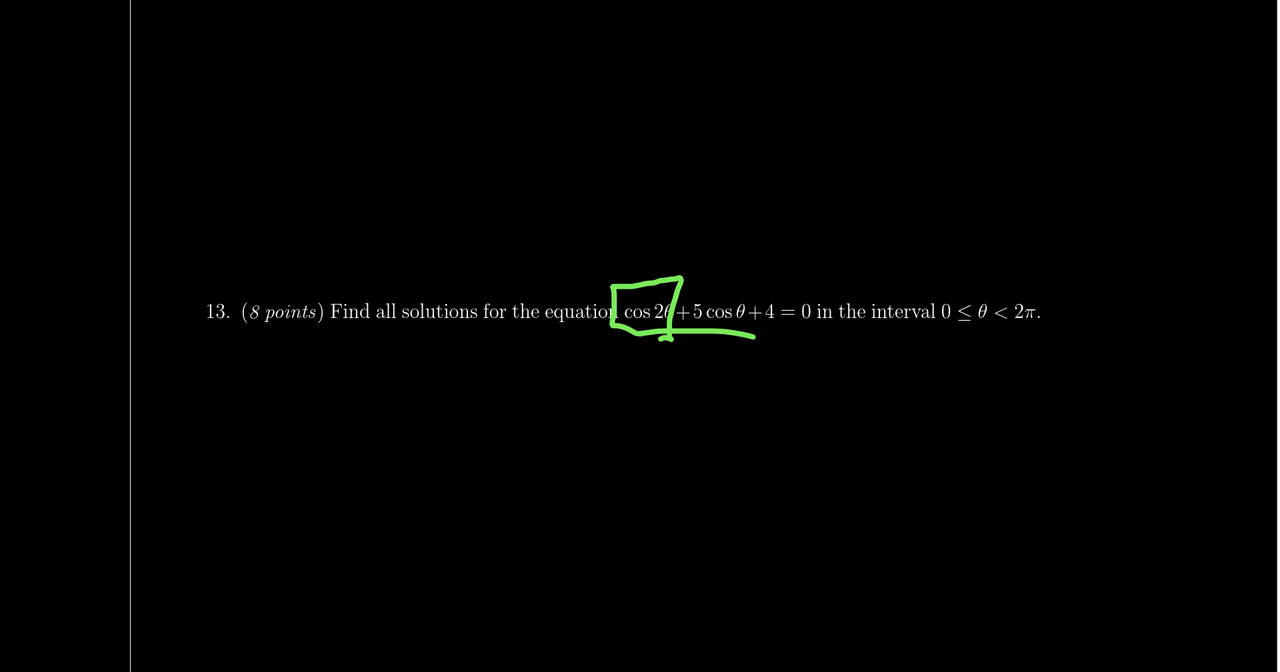 13. (8 points) Find all solutions for the equation cos 2θ + 5 cos θ + 4 = 0 in the interval 0 ≤ θ < 2π.